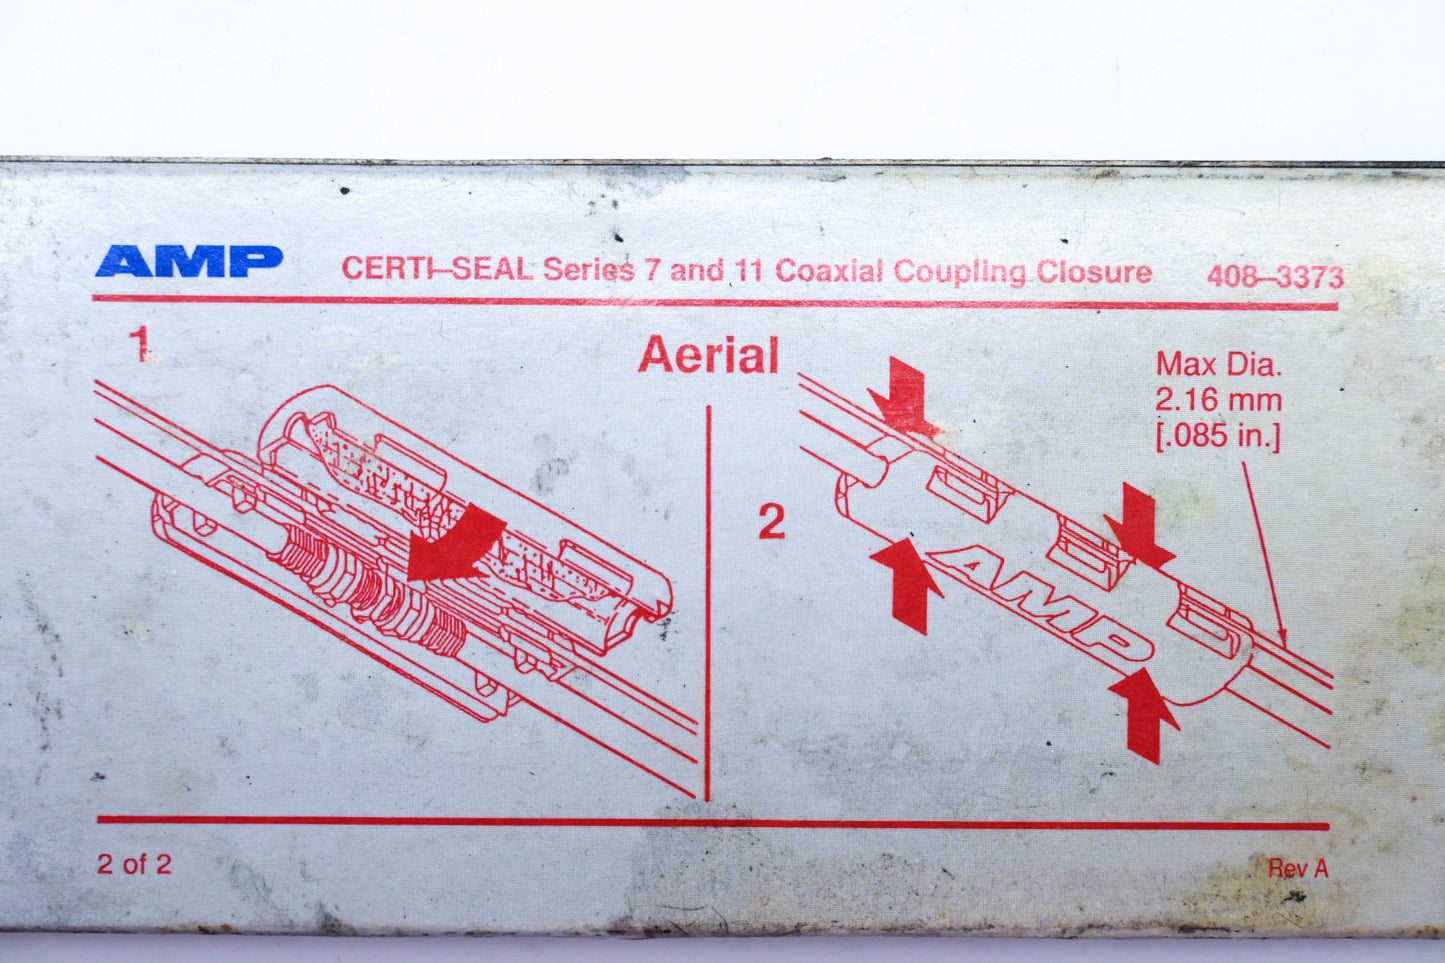 AMP CERTI–SEAL Series 7 and 11 Coaxial Coupling Closure 408–3373
1
Aerial
Max Dia.
2.16 mm
[.085 in.]
2
AMP
2 of 2
Rev A